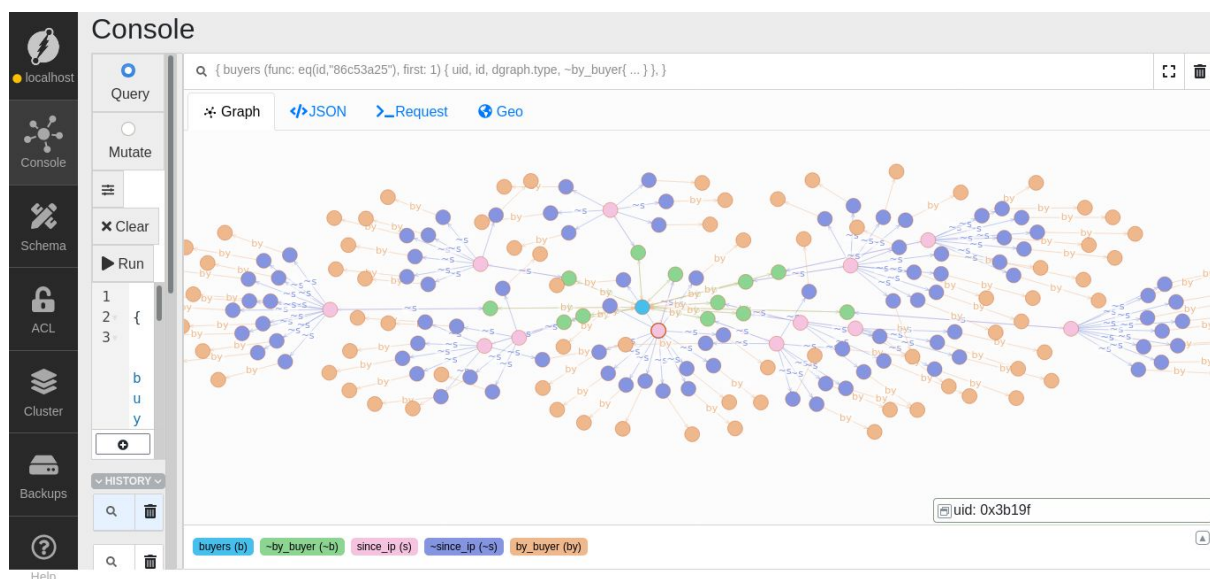 Console
localhost
Console
Schema
ACL
Cluster
Backups
Help
Query
Mutate
Clear
Run
1
2 {
3
b
u
y
HISTORY
{ buyers (func: eq(id,"86c53a25"), first: 1) { uid, id, dgraph.type, ~by_buyer{ ... } }, }
Graph
</>JSON
>_Request
Geo
uid: 0x3b19f
buyers (b) ~by_buyer (~b) since_ip (s) ~since_ip (~s) by_buyer (by)